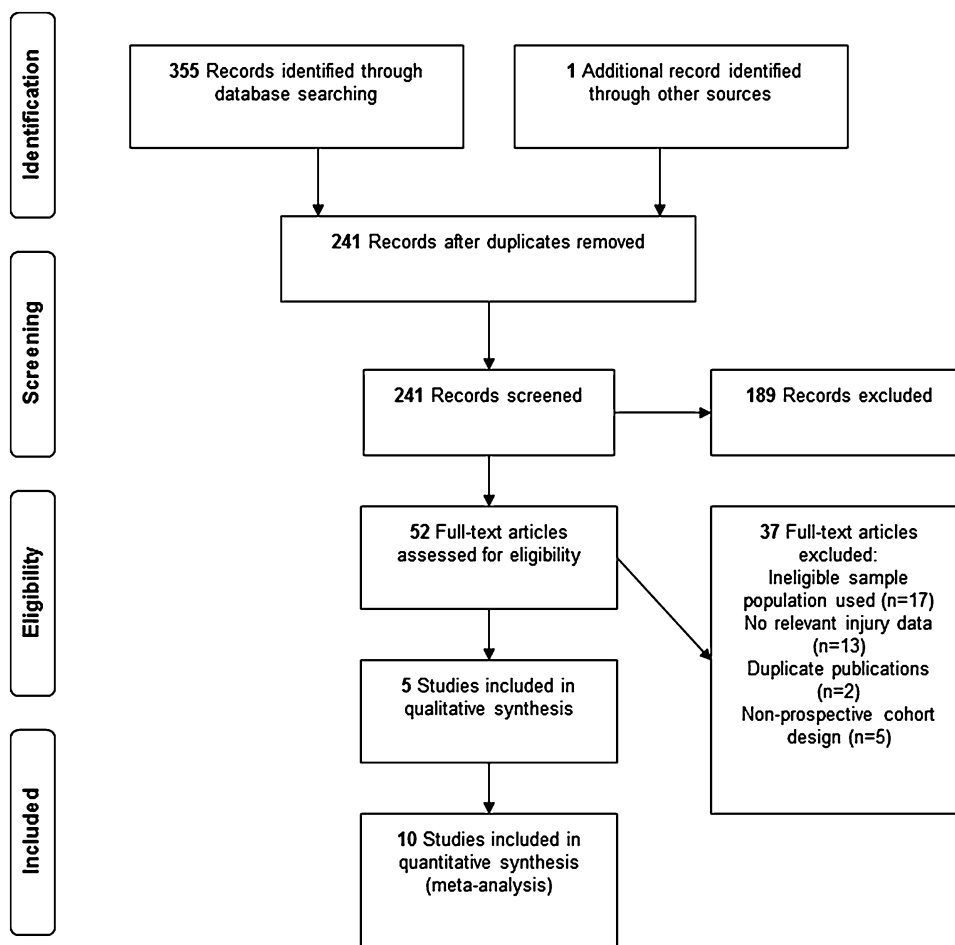 Identification
355 Records identified through
database searching
1 Additional record identified
through other sources
241 Records after duplicates removed
Screening
241 Records screened
189 Records excluded
Eligibility
52 Full-text articles
assessed for eligibility
37 Full-text articles
excluded:
Ineligible sample
population used (n=17)
No relevant injury data
(n=13)
Duplicate publications
(n=2)
Non-prospective cohort
design (n=5)
5 Studies included in
qualitative synthesis
Included
10 Studies included in
quantitative synthesis
(meta-analysis)